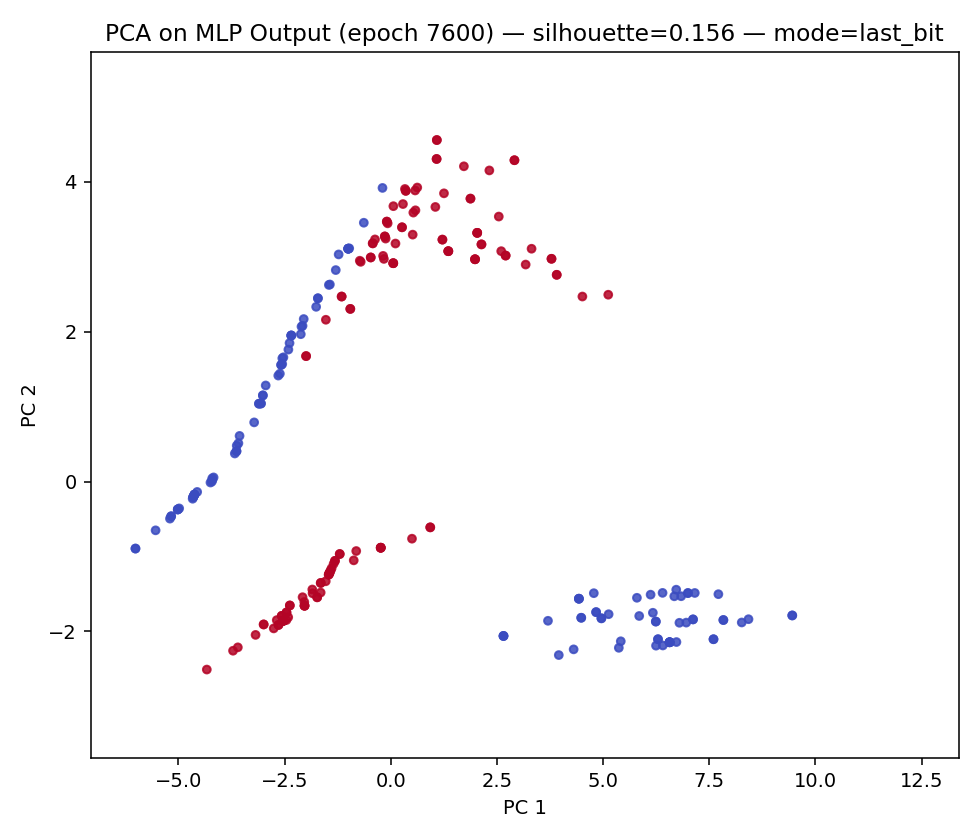 PCA on MLP Output (epoch 7600) — silhouette=0.156 — mode=last_bit
PC 2
4
2
0
−2
−5.0 −2.5 0.0 2.5 5.0 7.5 10.0 12.5
PC 1